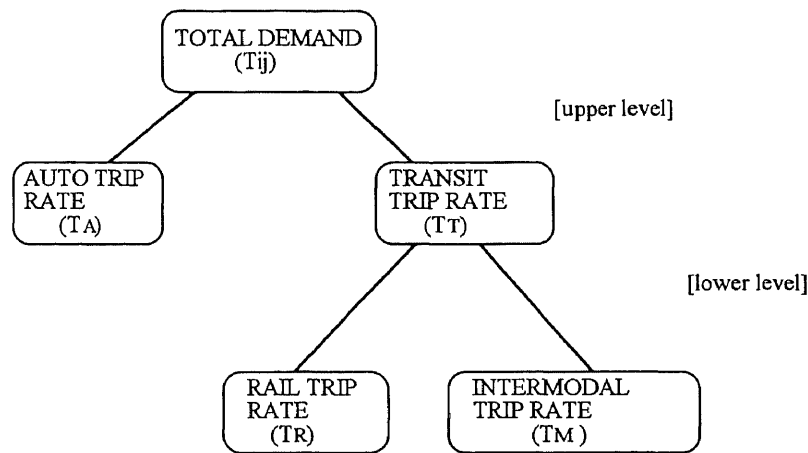 TOTAL DEMAND
(Tij)
[upper level]
AUTO TRIP
RATE
(TA)
TRANSIT
TRIP RATE
(TT)
[lower level]
RAIL TRIP
RATE
(TR)
INTERMODAL
TRIP RATE
(TM )